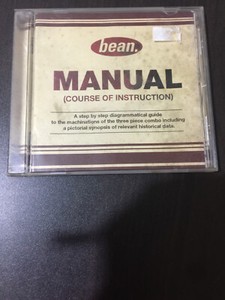 bean.
MANUAL
(COURSE OF INSTRUCTION)
A step by step diagrammatical guide
to the machinations of the three piece combo including
a pictorial synopsis of relevant historical data.